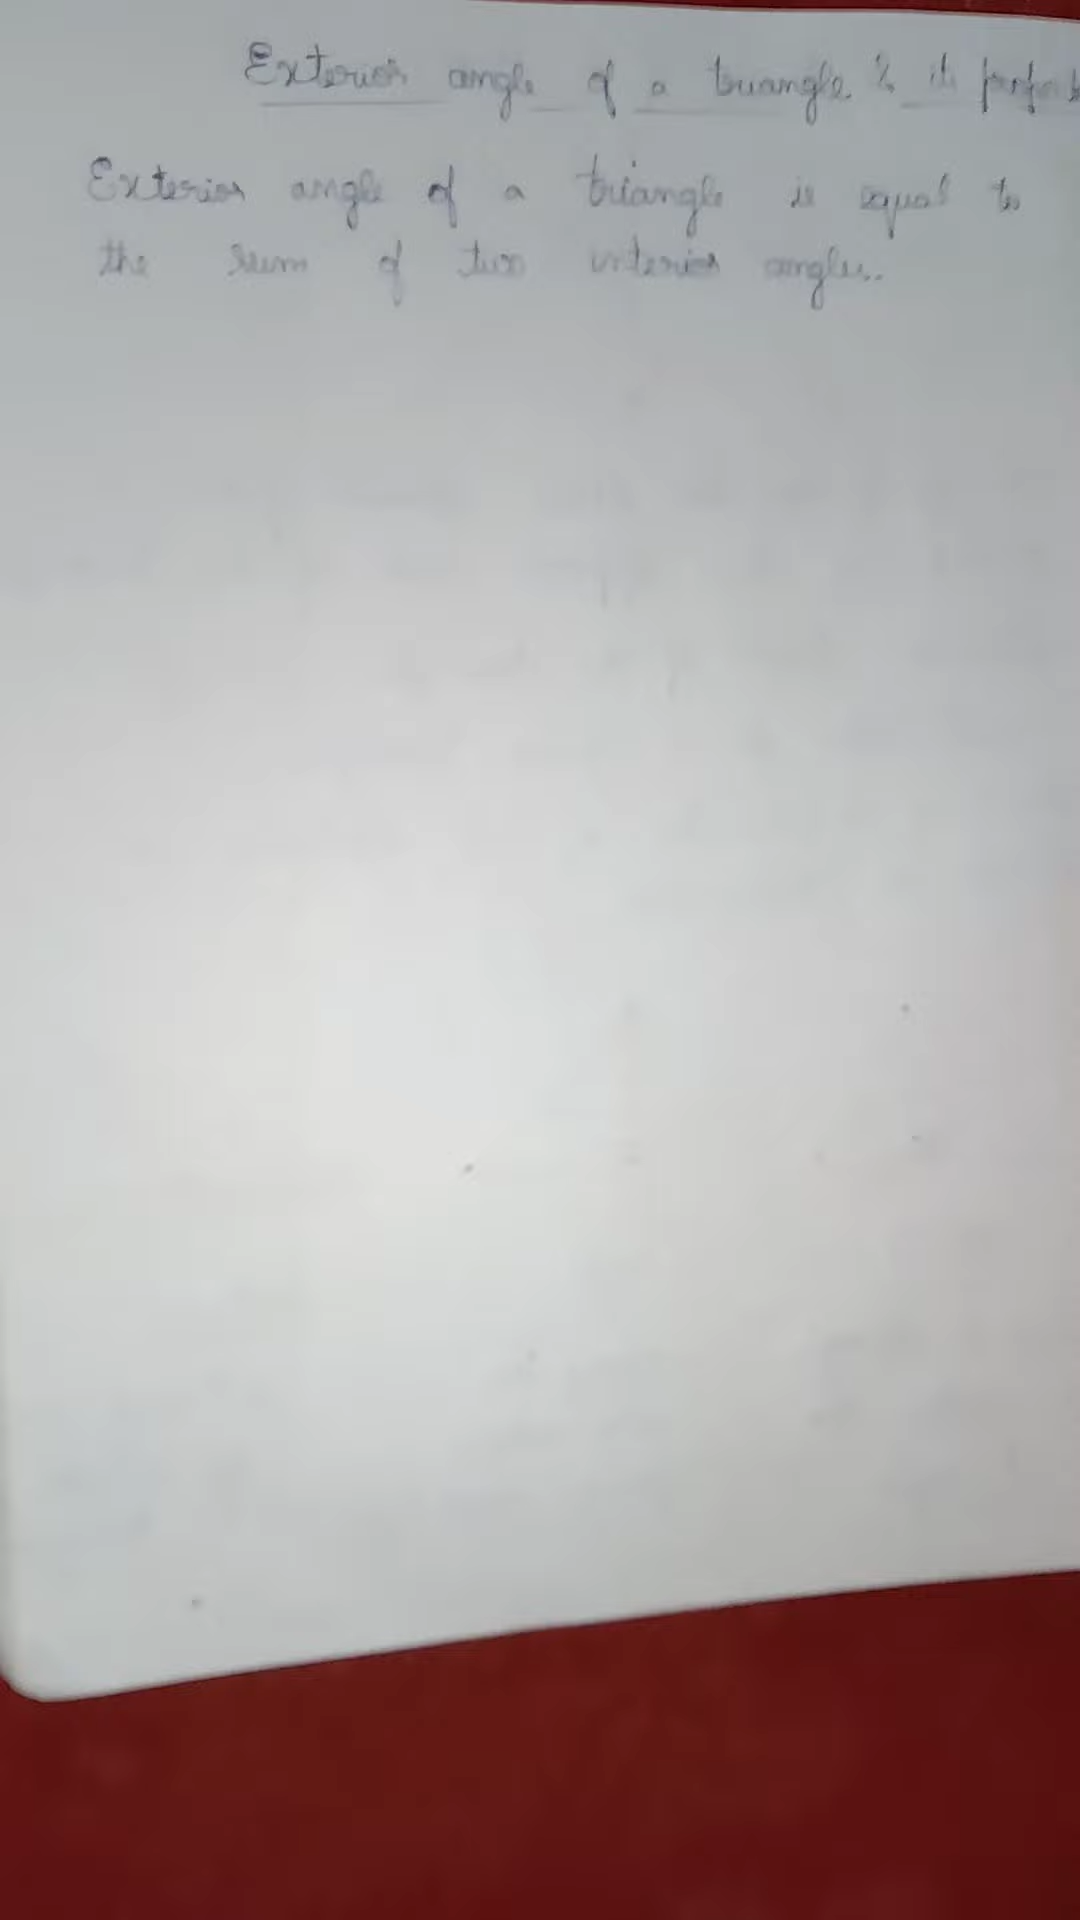 Exterior angle of a triangle & its
Exterior angle of a triangle is equal to
the sum of two interior angles.